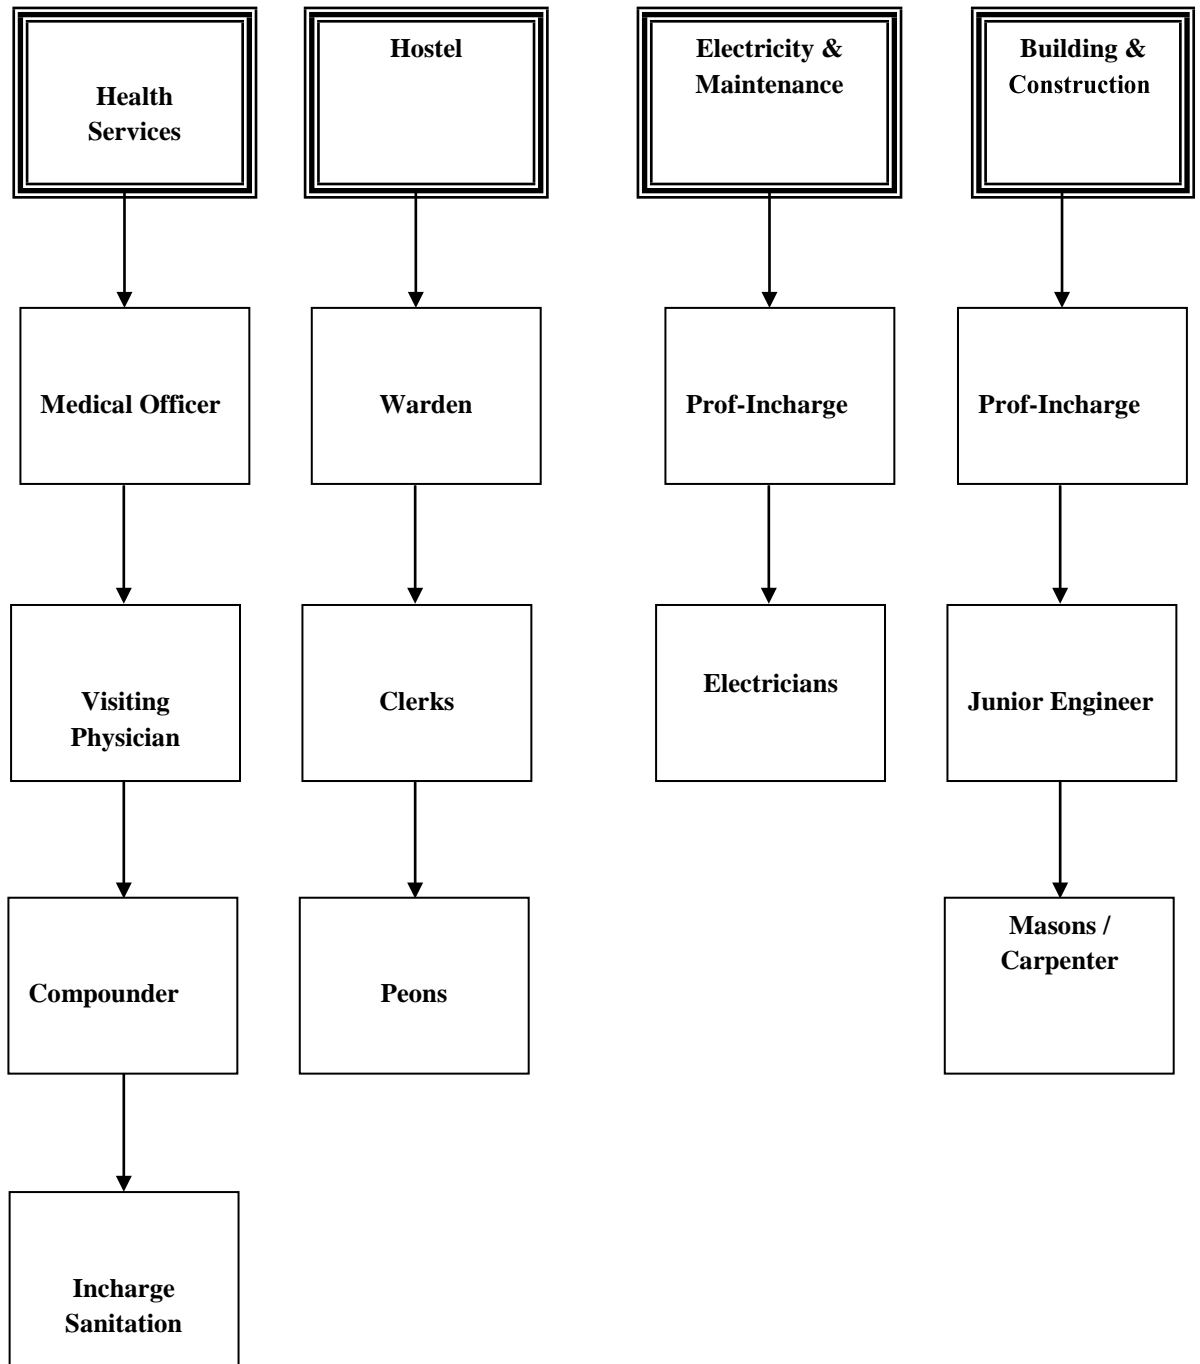 Health
Services
Hostel
Electricity &
Maintenance
Building &
Construction
Medical Officer
Warden
Prof-Incharge
Prof-Incharge
Visiting
Physician
Clerks
Electricians
Junior Engineer
Compounder
Peons
Masons /
Carpenter
Incharge
Sanitation